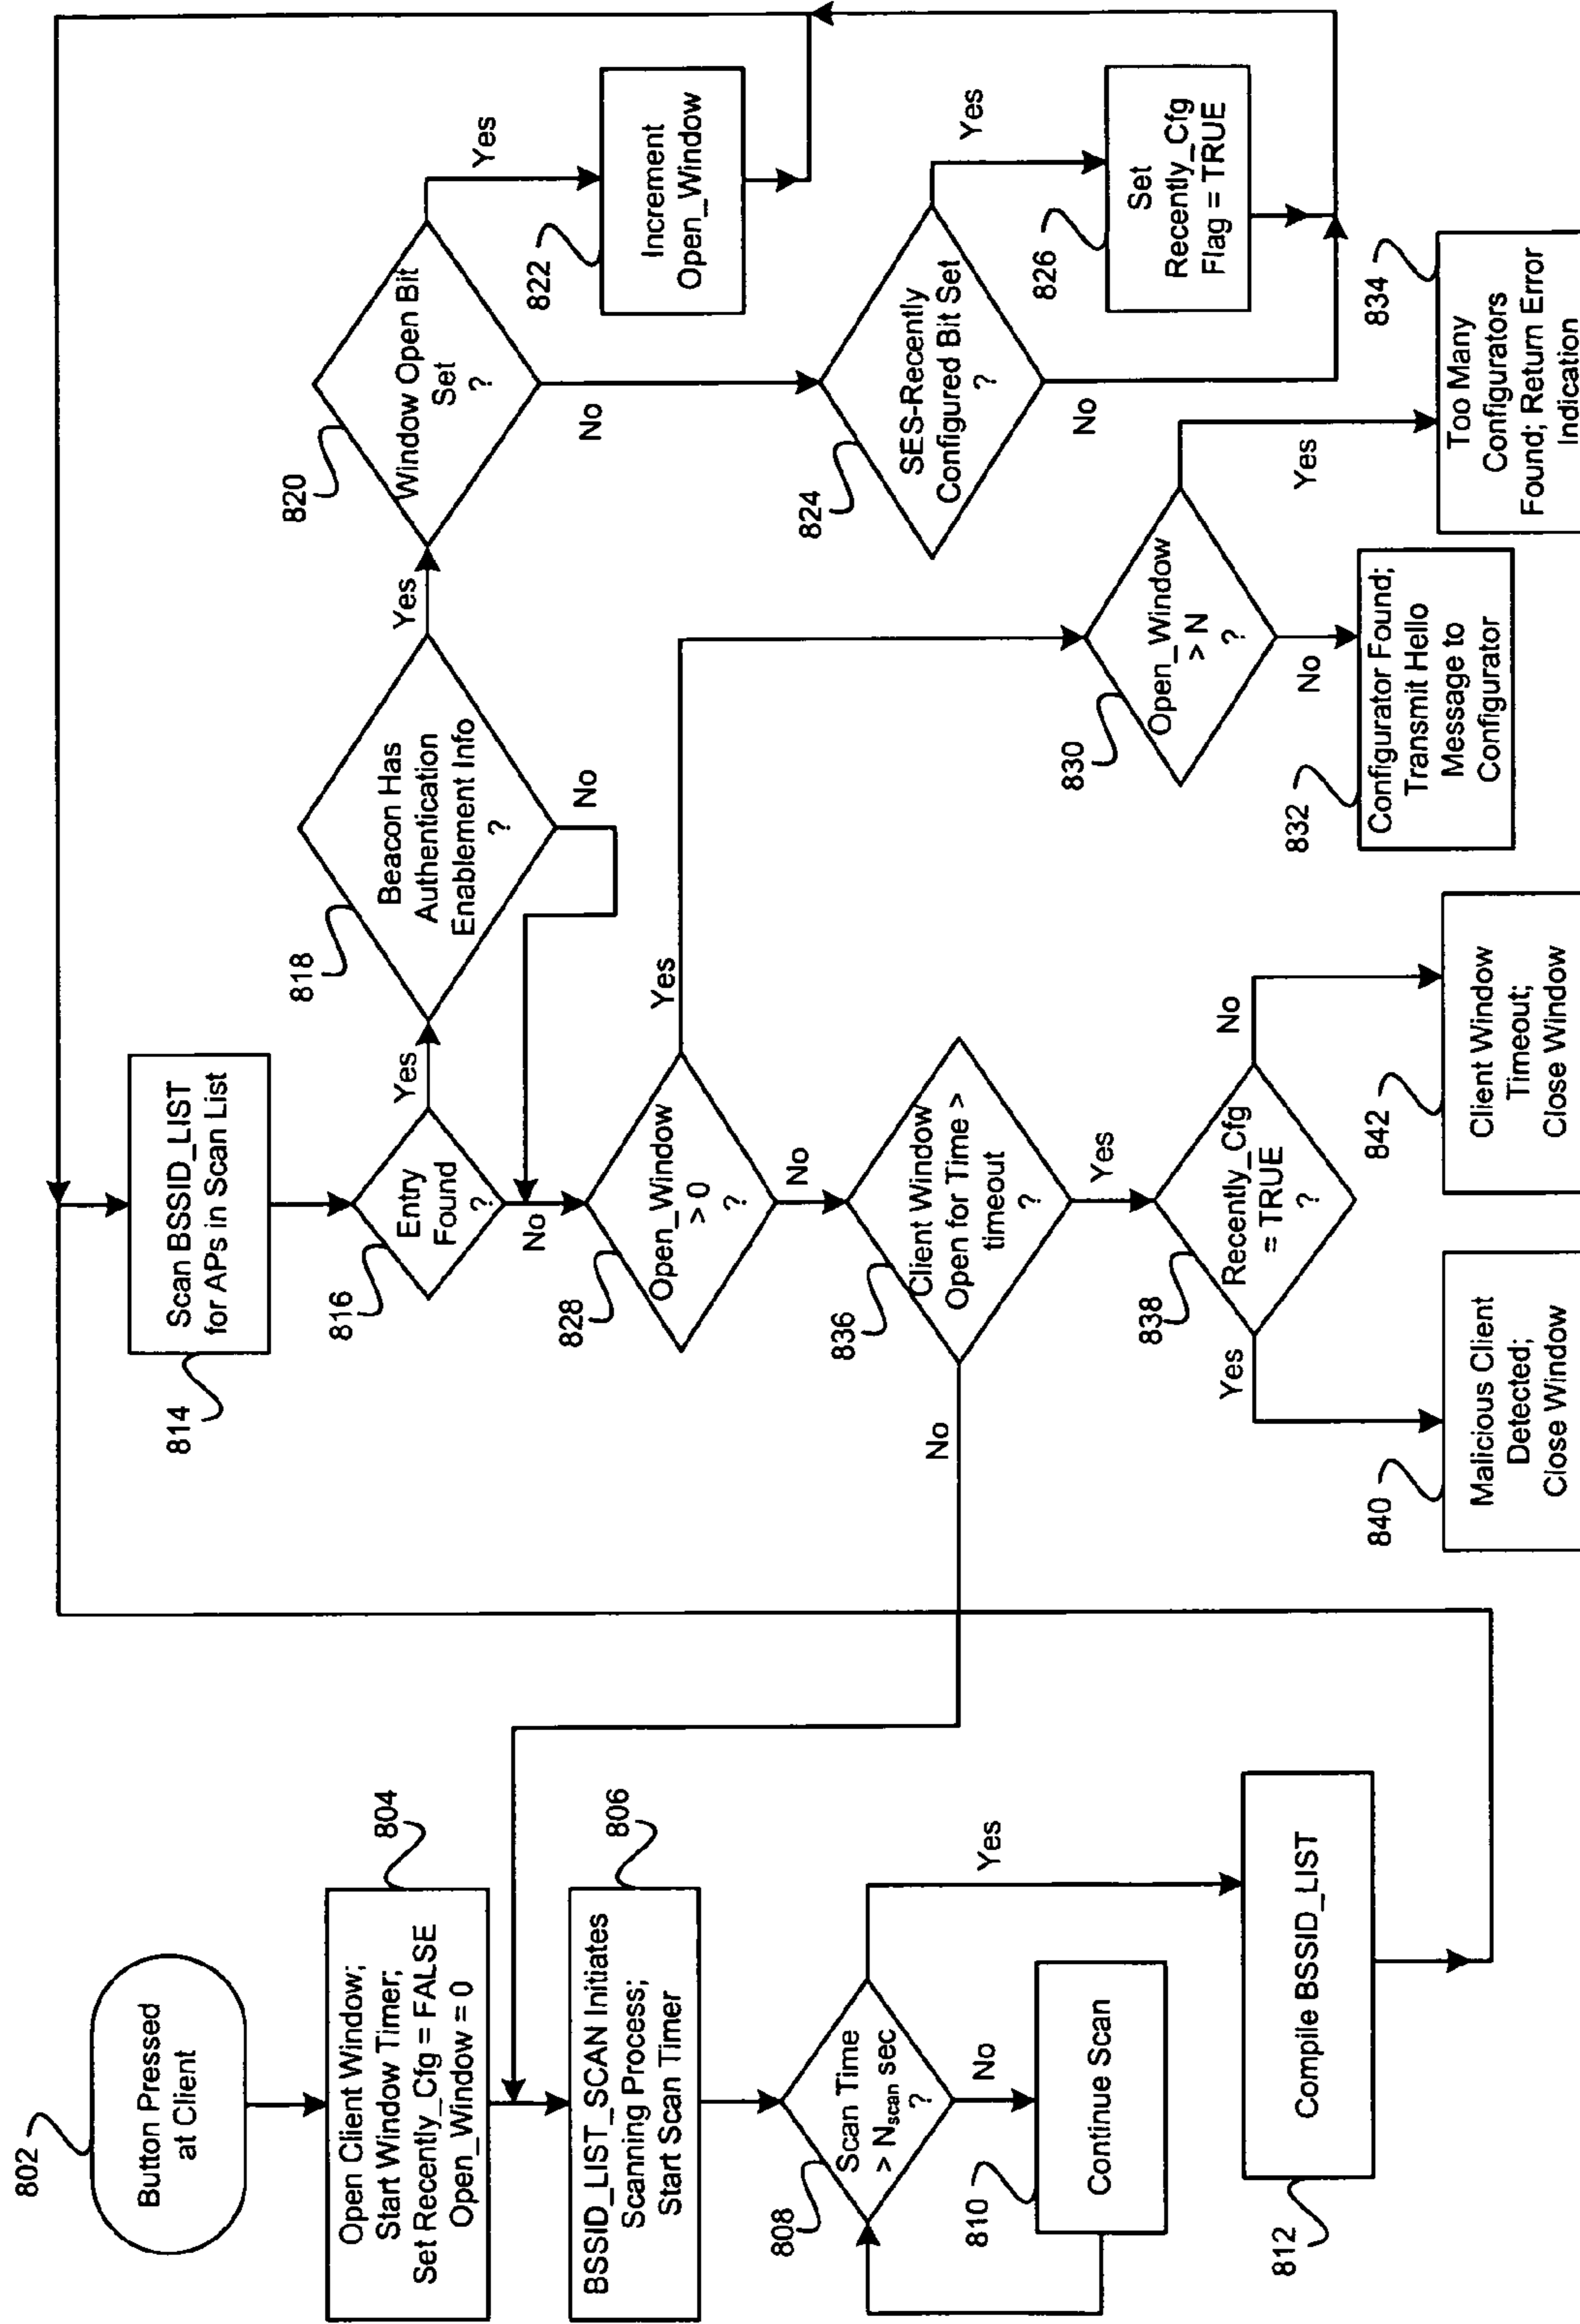 802
Button Pressed
at Client
804
Open Client Window;
Start Window Timer;
Set Recently_Cfg = FALSE
Open_Window = 0
806
BSSID_LIST_SCAN Initiates
Scanning Process;
Start Scan Timer
808
Scan Time
> Nscan sec
?
Yes
No
810
Continue Scan
812
Compile BSSID_LIST
814
Scan BSSID_LIST
for APs in Scan List
816
Entry
Found
?
Yes
No
818
Beacon Has
Authentication
Enablement Info
?
Yes
No
820
Window Open Bit
Set
?
Yes
No
822
Increment
Open_Window
824
SES-Recently
Configured Bit Set
?
Yes
No
826
Set
Recently_Cfg
Flag = TRUE
828
Open_Window
> 0
?
Yes
No
830
Open_Window
> N
?
Yes
No
832
Configurator Found;
Transmit Hello
Message to
Configurator
834
Too Many
Configurators
Found; Return Error
Indication
836
Client Window
Open for Time >
timeout
?
No
Yes
838
Recently_Cfg
= TRUE
?
Yes
No
840
Malicious Client
Detected;
Close Window
842
Client Window
Timeout;
Close Window